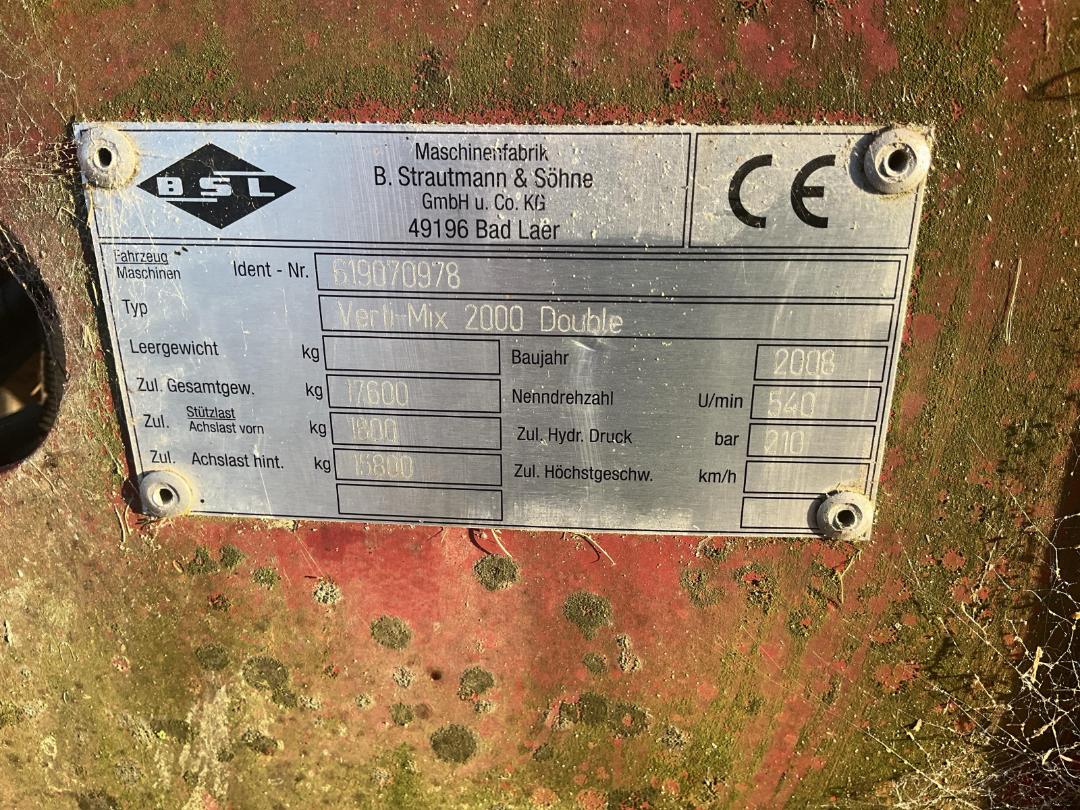 BSL
Maschinenfabrik
B. Strautmann & Söhne
GmbH u. Co. KG
49196 Bad Laer
CE
Fahrzeug
Maschinen
Ident - Nr. 619070978
Typ Verti-Mix 2000 Double
Leergewicht kg
Baujahr 2008
Zul. Gesamtgew. kg 17600
Nenndrehzahl U/min 540
Zul. Stützlast
Achslast vorn kg 1800
Zul. Hydr. Druck bar 210
Zul. Achslast hint. kg 15800
Zul. Höchstgeschw. km/h